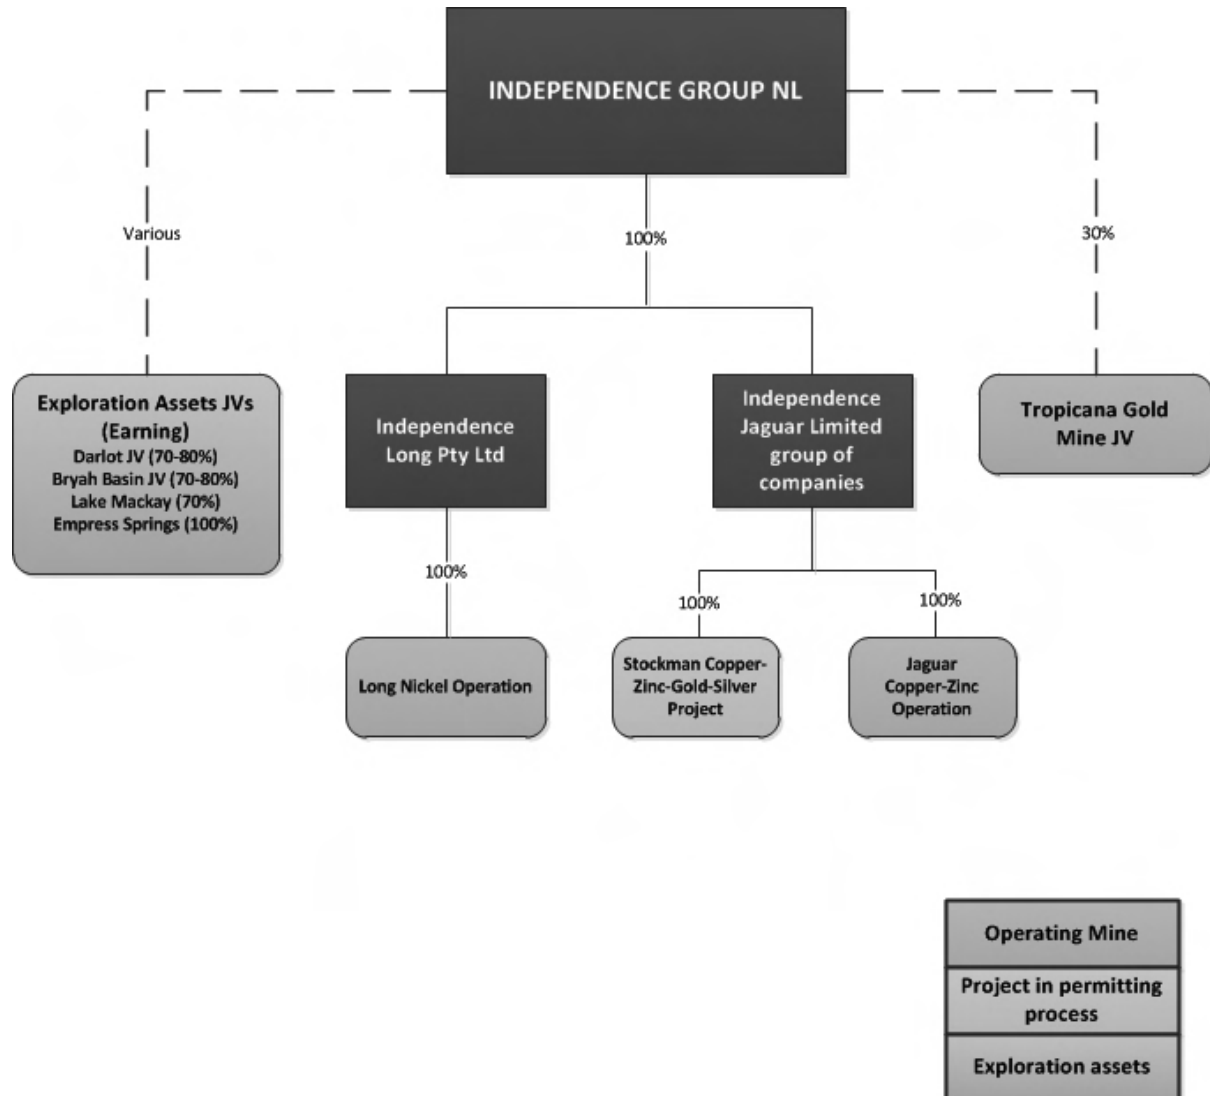 INDEPENDENCE GROUP NL
Various
100%
30%
Exploration Assets JVs
(Earning)
Darlot JV (70-80%)
Bryah Basin JV (70-80%)
Lake Mackay (70%)
Empress Springs (100%)
Independence
Long Pty Ltd
Independence
Jaguar Limited
group of
companies
Tropicana Gold
Mine JV
100%
100%
100%
Long Nickel Operation
Stockman Copper-
Zinc-Gold-Silver
Project
Jaguar
Copper-Zinc
Operation
Operating Mine
Project in permitting
process
Exploration assets